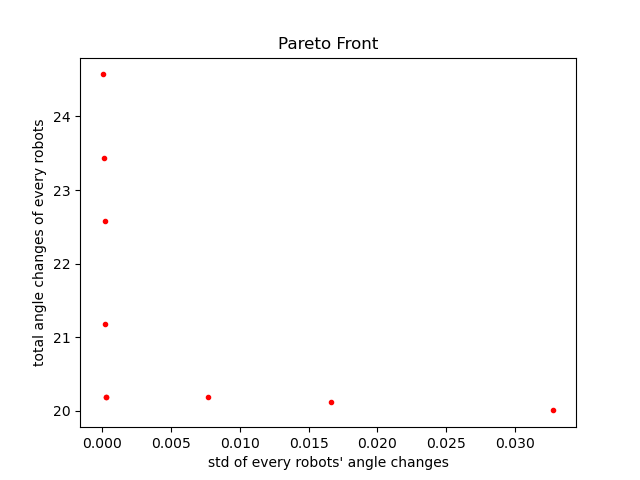 Pareto Front
total angle changes of every robots
24
23
22
21
20
0.000 0.005 0.010 0.015 0.020 0.025 0.030
std of every robots' angle changes